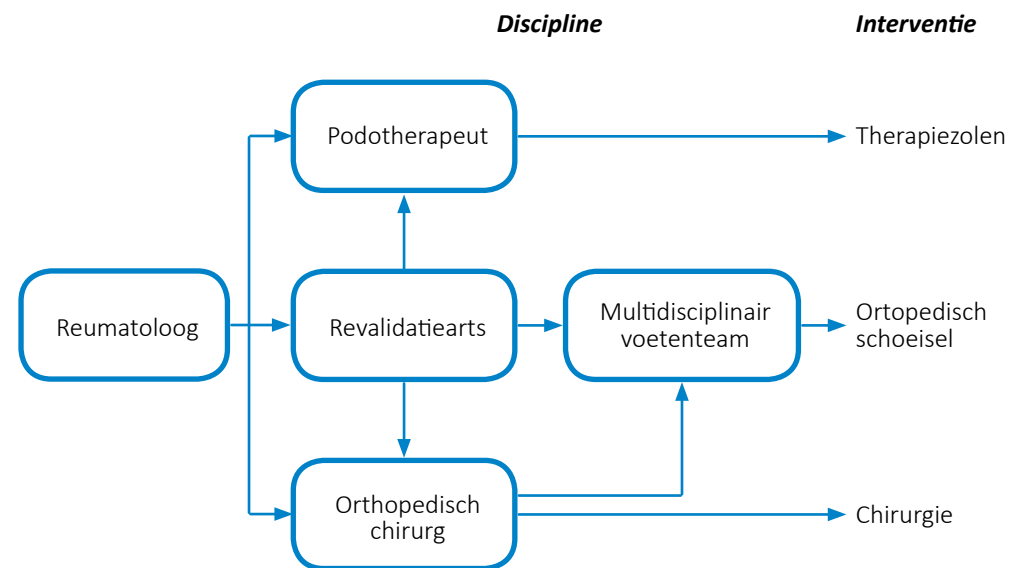 Discipline
Interventie
Podotherapeut
Therapiezolen
Reumatoloog
Revalidatiearts
Multidisciplinair
voetenteam
Ortopedisch
schoeisel
Orthopedisch
chirurg
Chirurgie